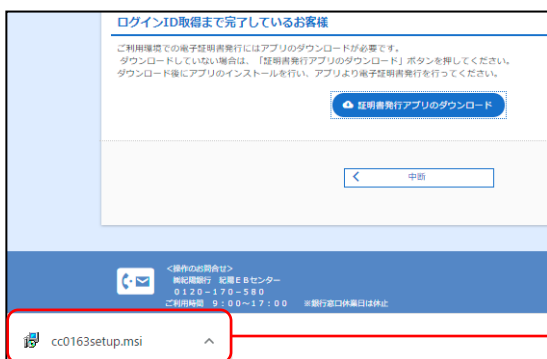 ログインID取得まで完了しているお客様
ご利用環境での電子証明書発行にはアプリのダウンロードが必要です。
ダウンロードしていない場合は、「証明書発行アプリのダウンロード」ボタンを押してください。
ダウンロード後にアプリのインストールを行い、アプリより電子証明書発行を行ってください。
証明書発行アプリのダウンロード
中断
<操作のお問合せ>
㈱紀陽銀行 紀陽EBセンター
0120-170-580
ご利用時間 9:00~17:00 ※銀行窓口休業日は休止
cc0163setup.msi